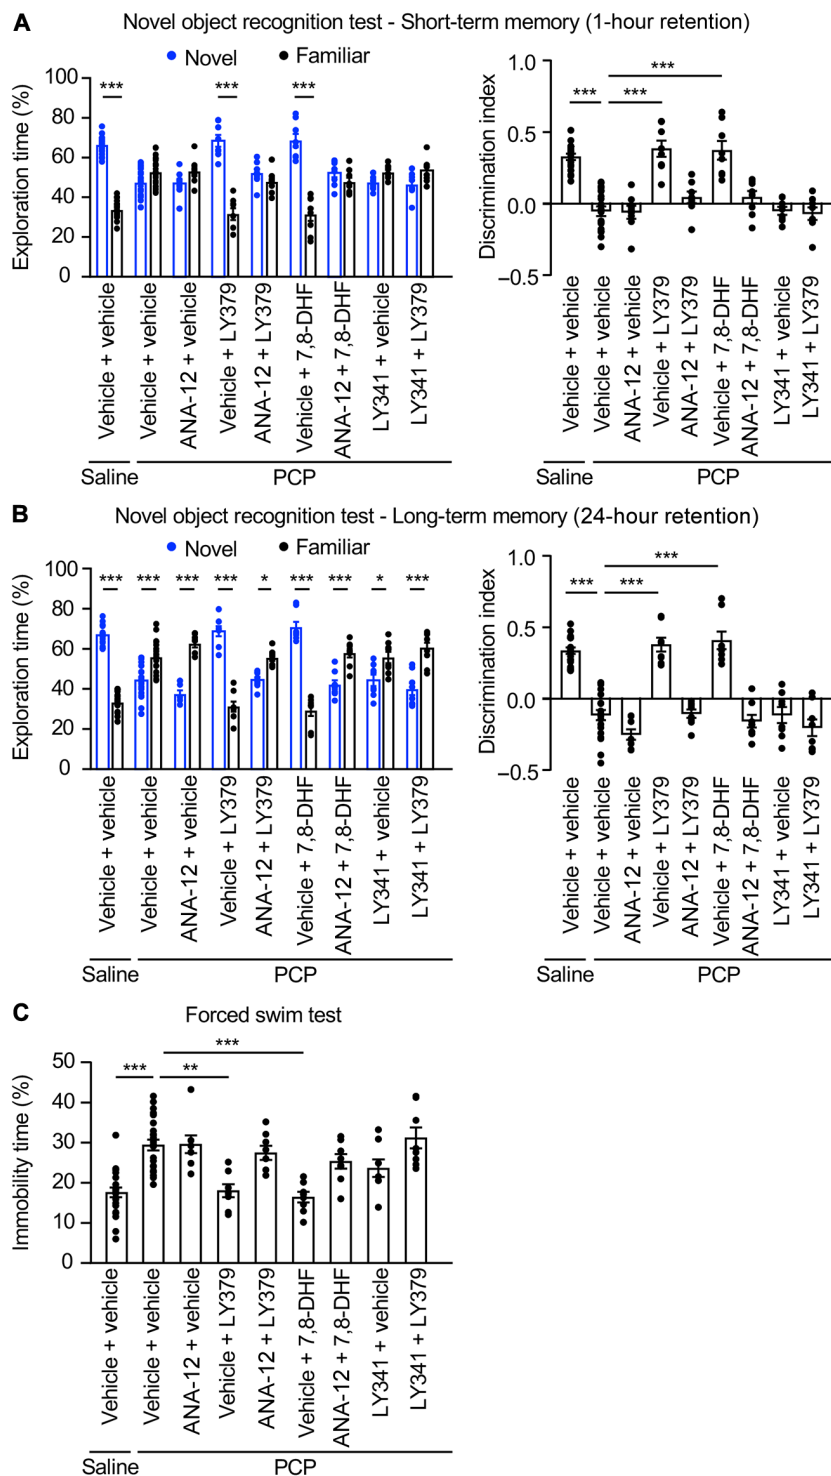 A
Novel object recognition test - Short-term memory (1-hour retention)
Novel
Familiar
Exploration time (%)
100
80
60
40
20
0
***
***
***
Vehicle + vehicle
Vehicle + vehicle
ANA-12 + vehicle
Vehicle + LY379
ANA-12 + LY379
Vehicle + 7,8-DHF
ANA-12 + 7,8-DHF
LY341 + vehicle
LY341 + LY379
Saline
PCP
Discrimination index
1.0
0.5
0.0
–0.5
***
***
***
Vehicle + vehicle
Vehicle + vehicle
ANA-12 + vehicle
Vehicle + LY379
ANA-12 + LY379
Vehicle + 7,8-DHF
ANA-12 + 7,8-DHF
LY341 + vehicle
LY341 + LY379
Saline
PCP
B
Novel object recognition test - Long-term memory (24-hour retention)
Novel
Familiar
Exploration time (%)
100
80
60
40
20
0
***
***
***
***
*
***
***
*
***
Vehicle + vehicle
Vehicle + vehicle
ANA-12 + vehicle
Vehicle + LY379
ANA-12 + LY379
Vehicle + 7,8-DHF
ANA-12 + 7,8-DHF
LY341 + vehicle
LY341 + LY379
Saline
PCP
Discrimination index
1.0
0.5
0.0
–0.5
***
***
***
Vehicle + vehicle
Vehicle + vehicle
ANA-12 + vehicle
Vehicle + LY379
ANA-12 + LY379
Vehicle + 7,8-DHF
ANA-12 + 7,8-DHF
LY341 + vehicle
LY341 + LY379
Saline
PCP
C
Forced swim test
Immobility time (%)
50
40
30
20
10
0
***
***
**
Vehicle + vehicle
Vehicle + vehicle
ANA-12 + vehicle
Vehicle + LY379
ANA-12 + LY379
Vehicle + 7,8-DHF
ANA-12 + 7,8-DHF
LY341 + vehicle
LY341 + LY379
Saline
PCP